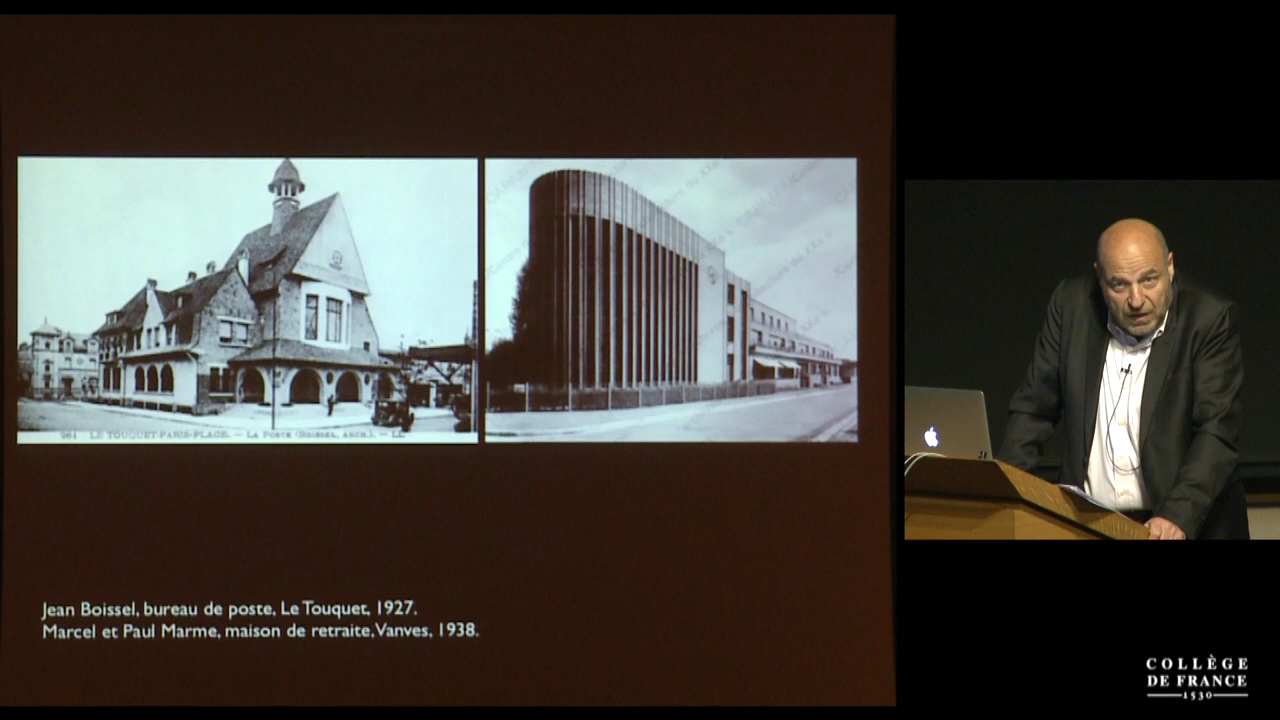 981 LE TOUQUET-PARIS-PLAGE. — LA POSTE (BOISSEL, ARCH.). — LL
Jean Boissel, bureau de poste, Le Touquet, 1927.
Marcel et Paul Marme, maison de retraite, Vanves, 1938.
COLLÈGE
DE FRANCE
1530